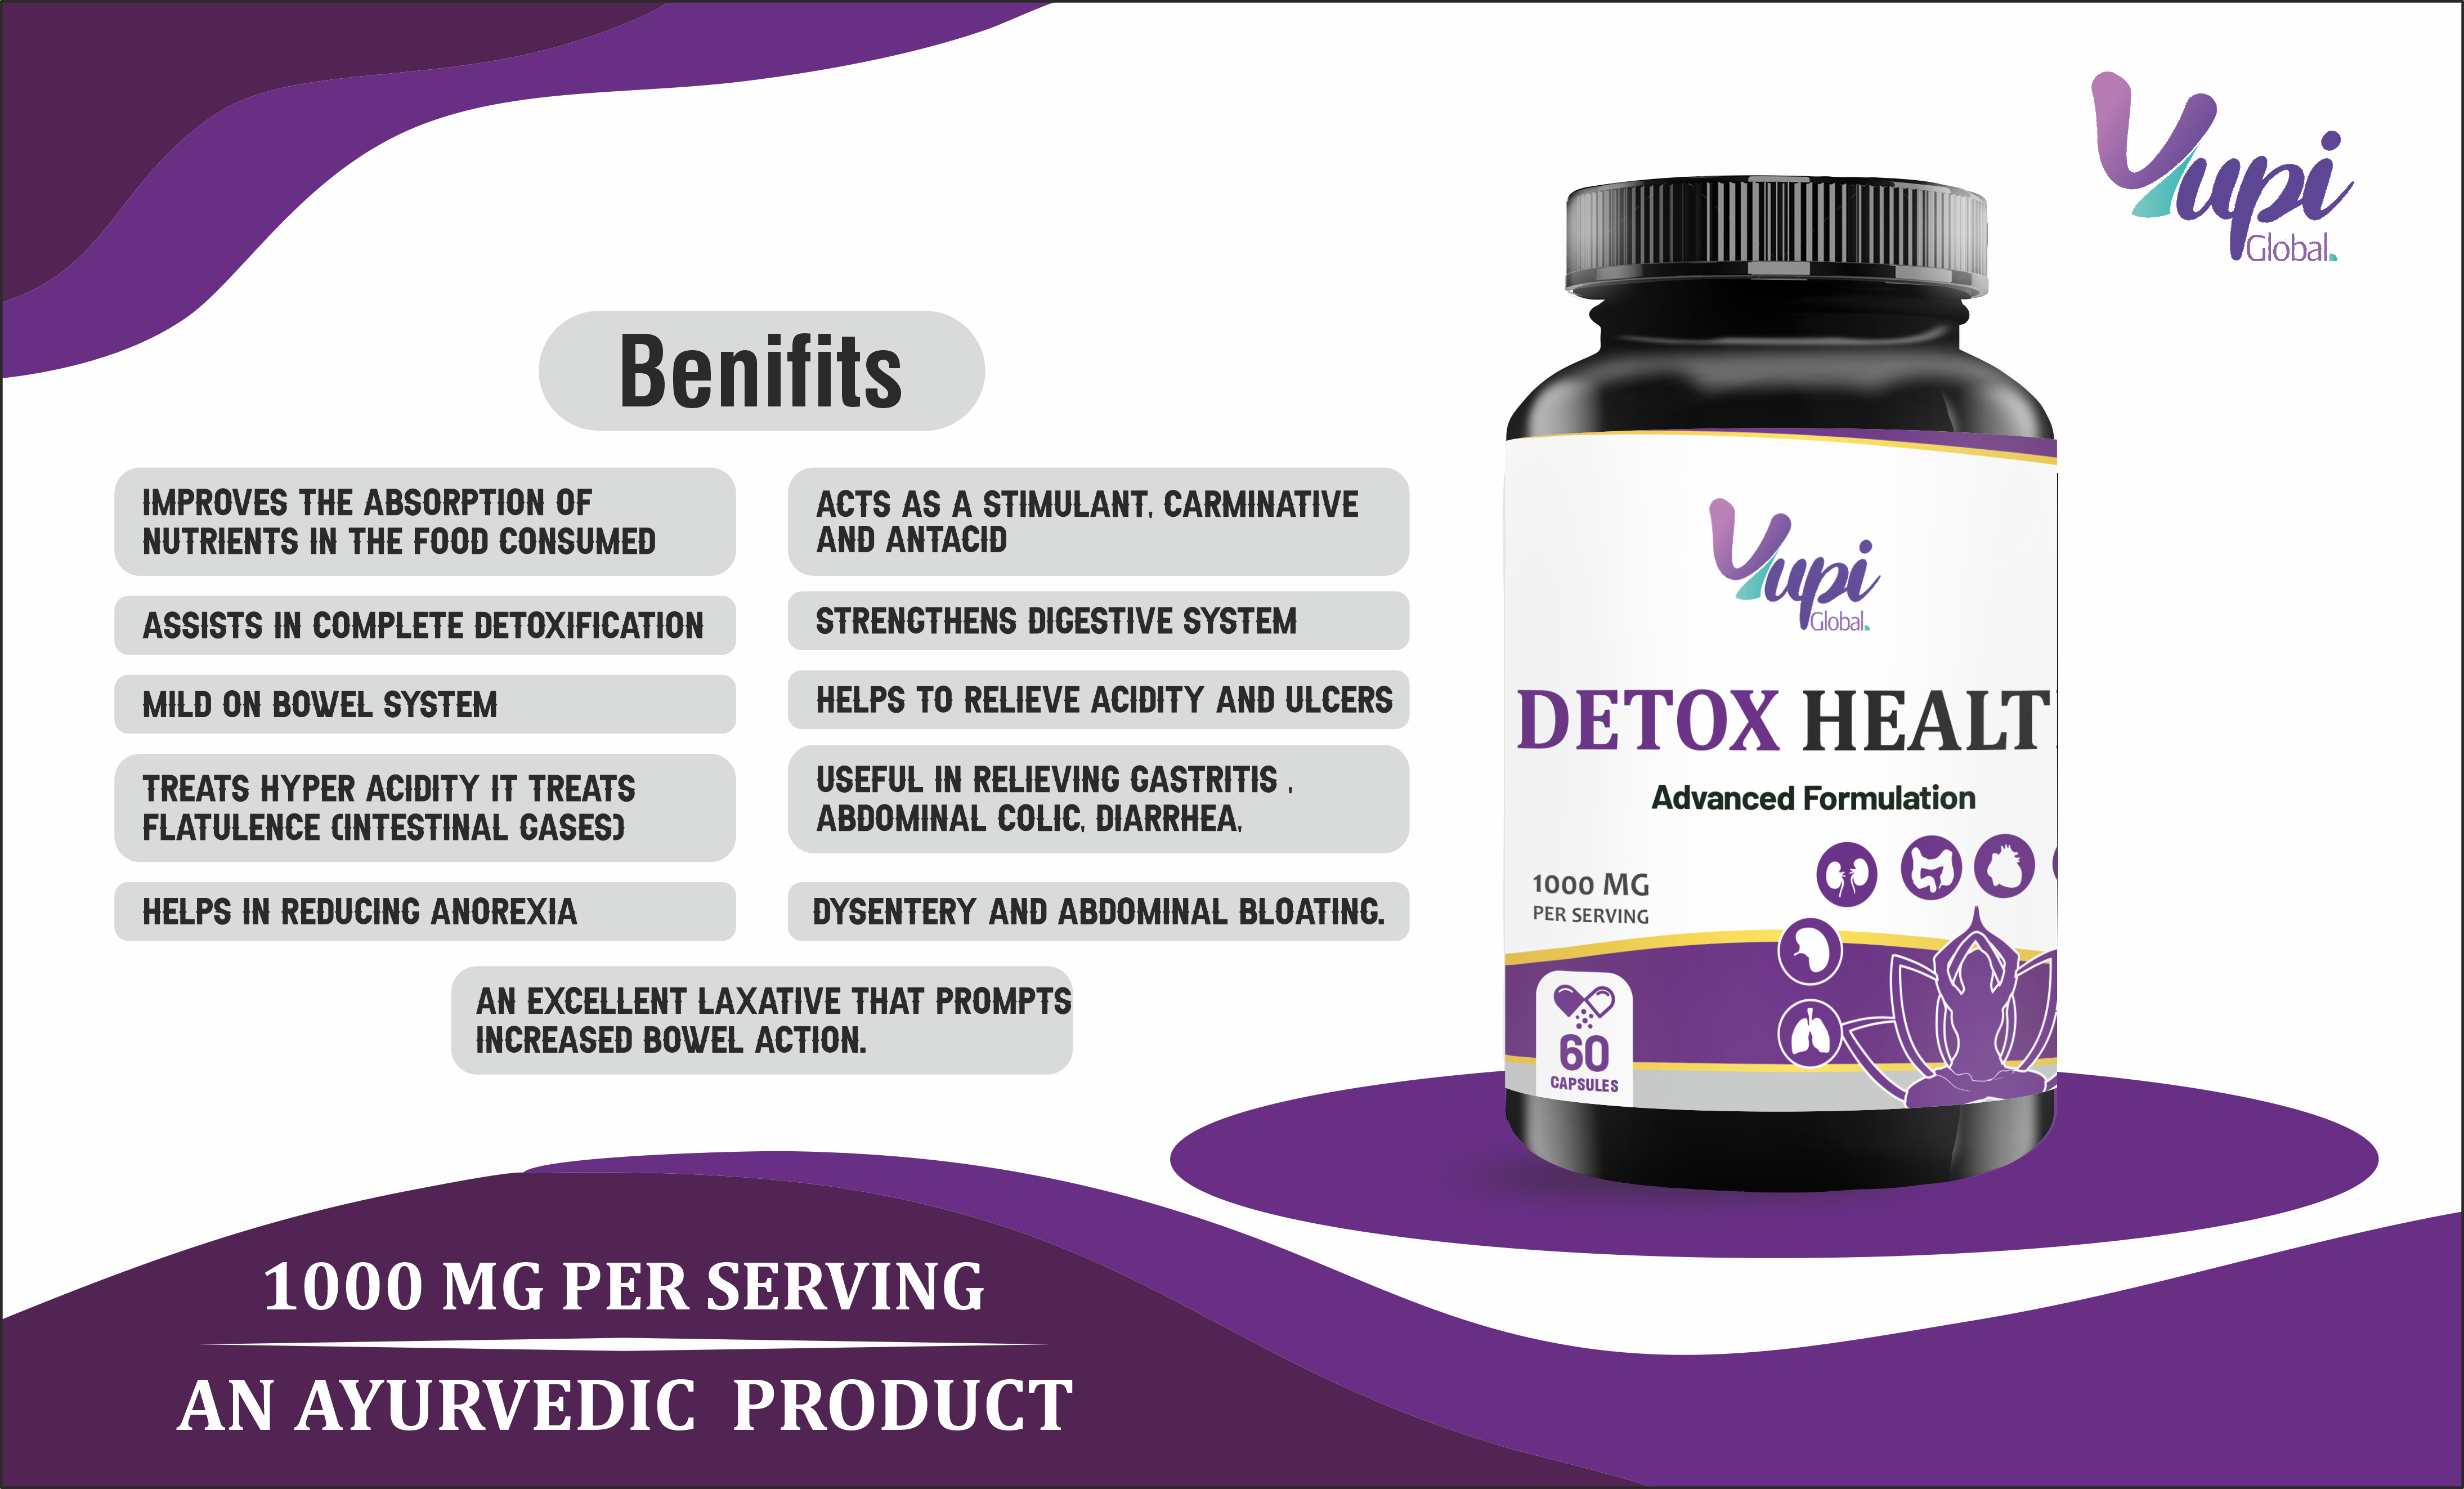 Yupi
Global.
Benifits
IMPROVES THE ABSORPTION OF
NUTRIENTS IN THE FOOD CONSUMED
ASSISTS IN COMPLETE DETOXIFICATION
MILD ON BOWEL SYSTEM
TREATS HYPER ACIDITY IT TREATS
FLATULENCE (INTESTINAL GASES)
HELPS IN REDUCING ANOREXIA
ACTS AS A STIMULANT, CARMINATIVE
AND ANTACID
STRENGTHENS DIGESTIVE SYSTEM
HELPS TO RELIEVE ACIDITY AND ULCERS
USEFUL IN RELIEVING GASTRITIS ,
ABDOMINAL COLIC, DIARRHEA,
DYSENTERY AND ABDOMINAL BLOATING.
AN EXCELLENT LAXATIVE THAT PROMPTS
INCREASED BOWEL ACTION.
Yupi
Global.
DETOX HEALT
Advanced Formulation
1000 MG
PER SERVING
60
CAPSULES
1000 MG PER SERVING
AN AYURVEDIC PRODUCT